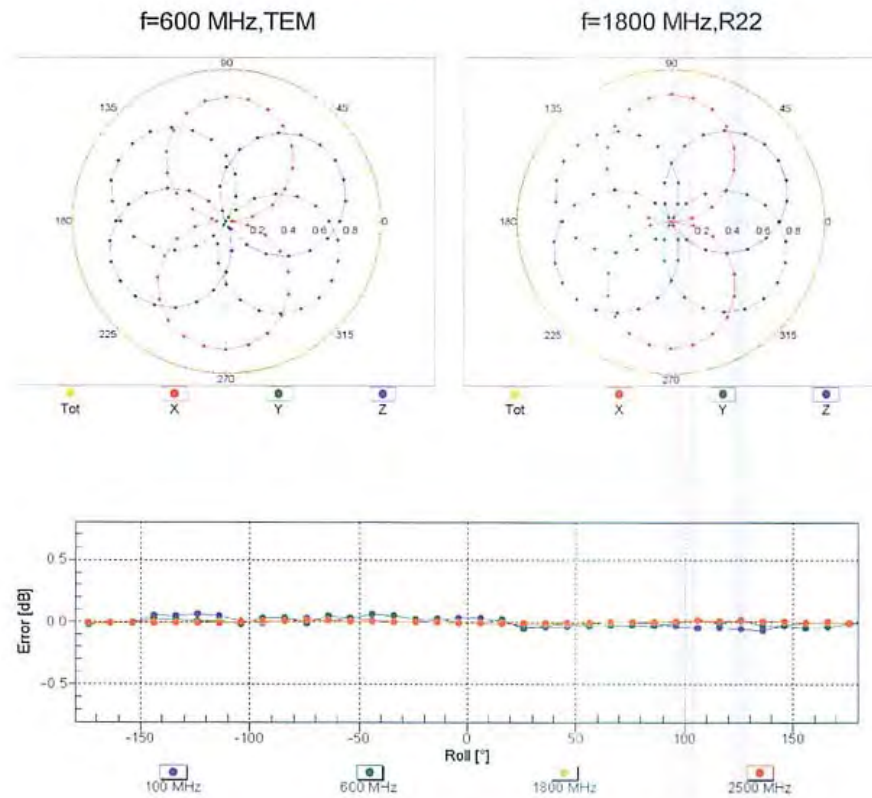 f=600 MHz,TEM
f=1800 MHz,R22
90
135
45
180
0.2 0.4 0.6 0.8
0
225
315
270
Tot X Y Z
90
135
45
180
0.2 0.4 0.6 0.8
0
225
315
270
Tot X Y Z
Error [dB]
0.5
0.0
-0.5
-150 -100 -50 0 50 100 150
Roll [°]
100 MHz 600 MHz 1800 MHz 2500 MHz